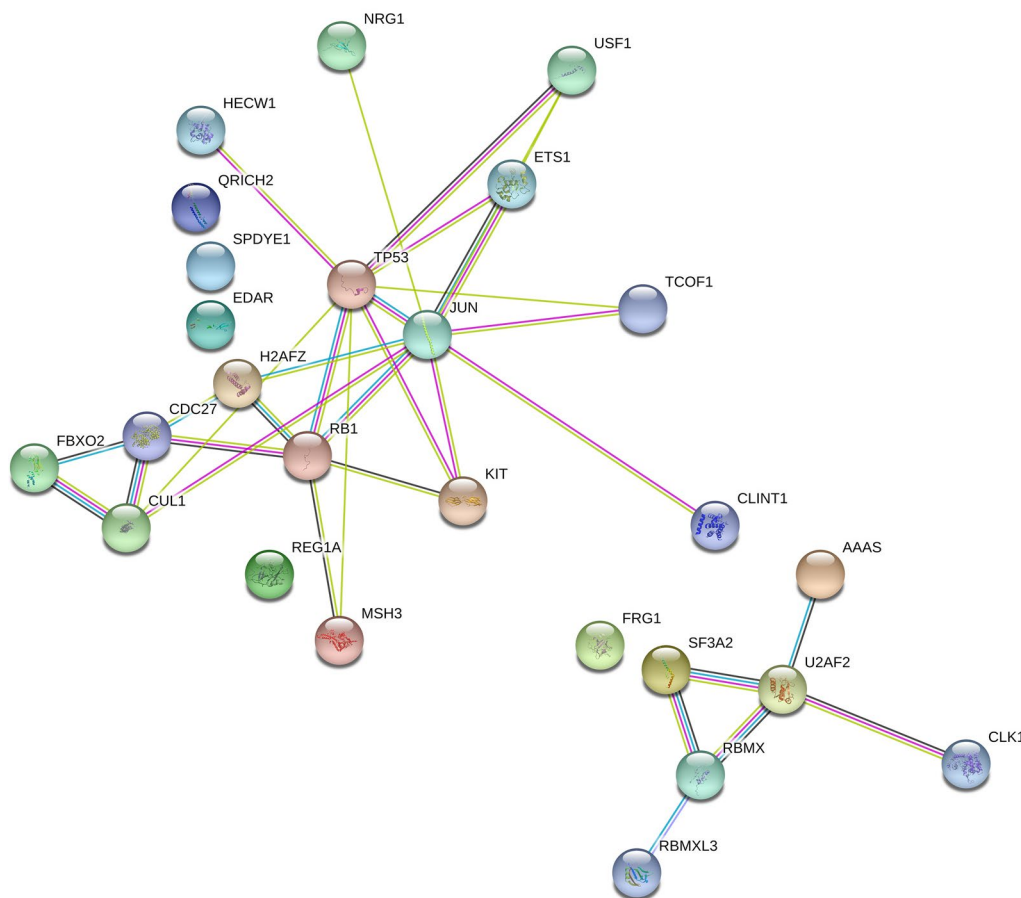 NRG1
USF1
HECW1
ETS1
QRICH2
SPDYE1
TP53
TCOF1
EDAR
JUN
H2AFZ
CDC27
RB1
FBXO2
KIT
CUL1
CLINT1
REG1A
AAAS
MSH3
FRG1
SF3A2
U2AF2
RBMX
CLK1
RBMXL3